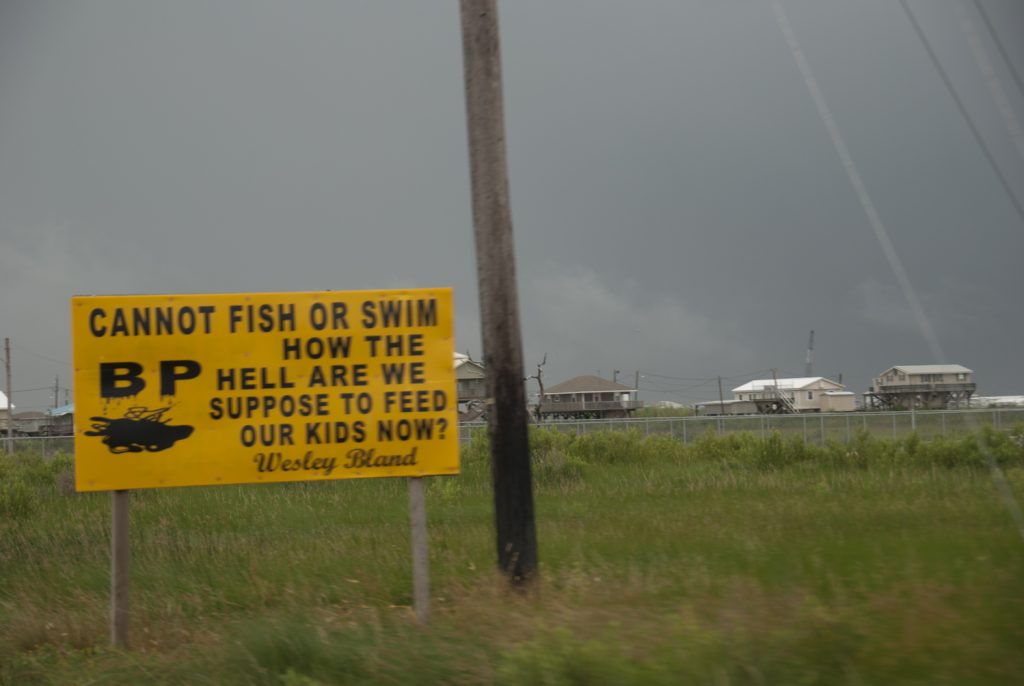 CANNOT FISH OR SWIM
HOW THE
BP HELL ARE WE
SUPPOSE TO FEED
OUR KIDS NOW?
Wesley Bland